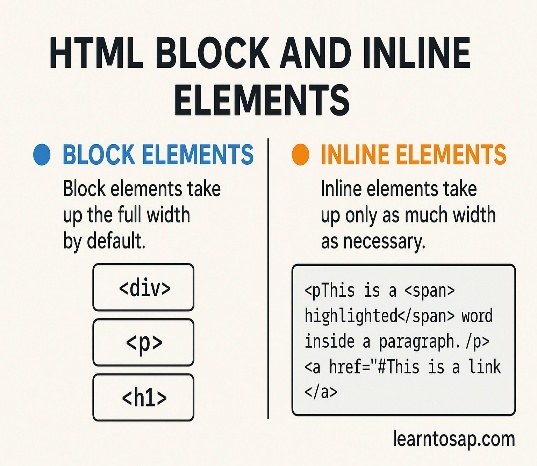 HTML BLOCK AND INLINE
ELEMENTS
BLOCK ELEMENTS
Block elements take
up the full width
by default.
<div>
<p>
<h1>
INLINE ELEMENTS
Inline elements take
up only as much width
as necessary.
<pThis is a <span>
highlighted</span> word
inside a paragraph. /p>
<a href="#This is a link
</a>
learntosap.com